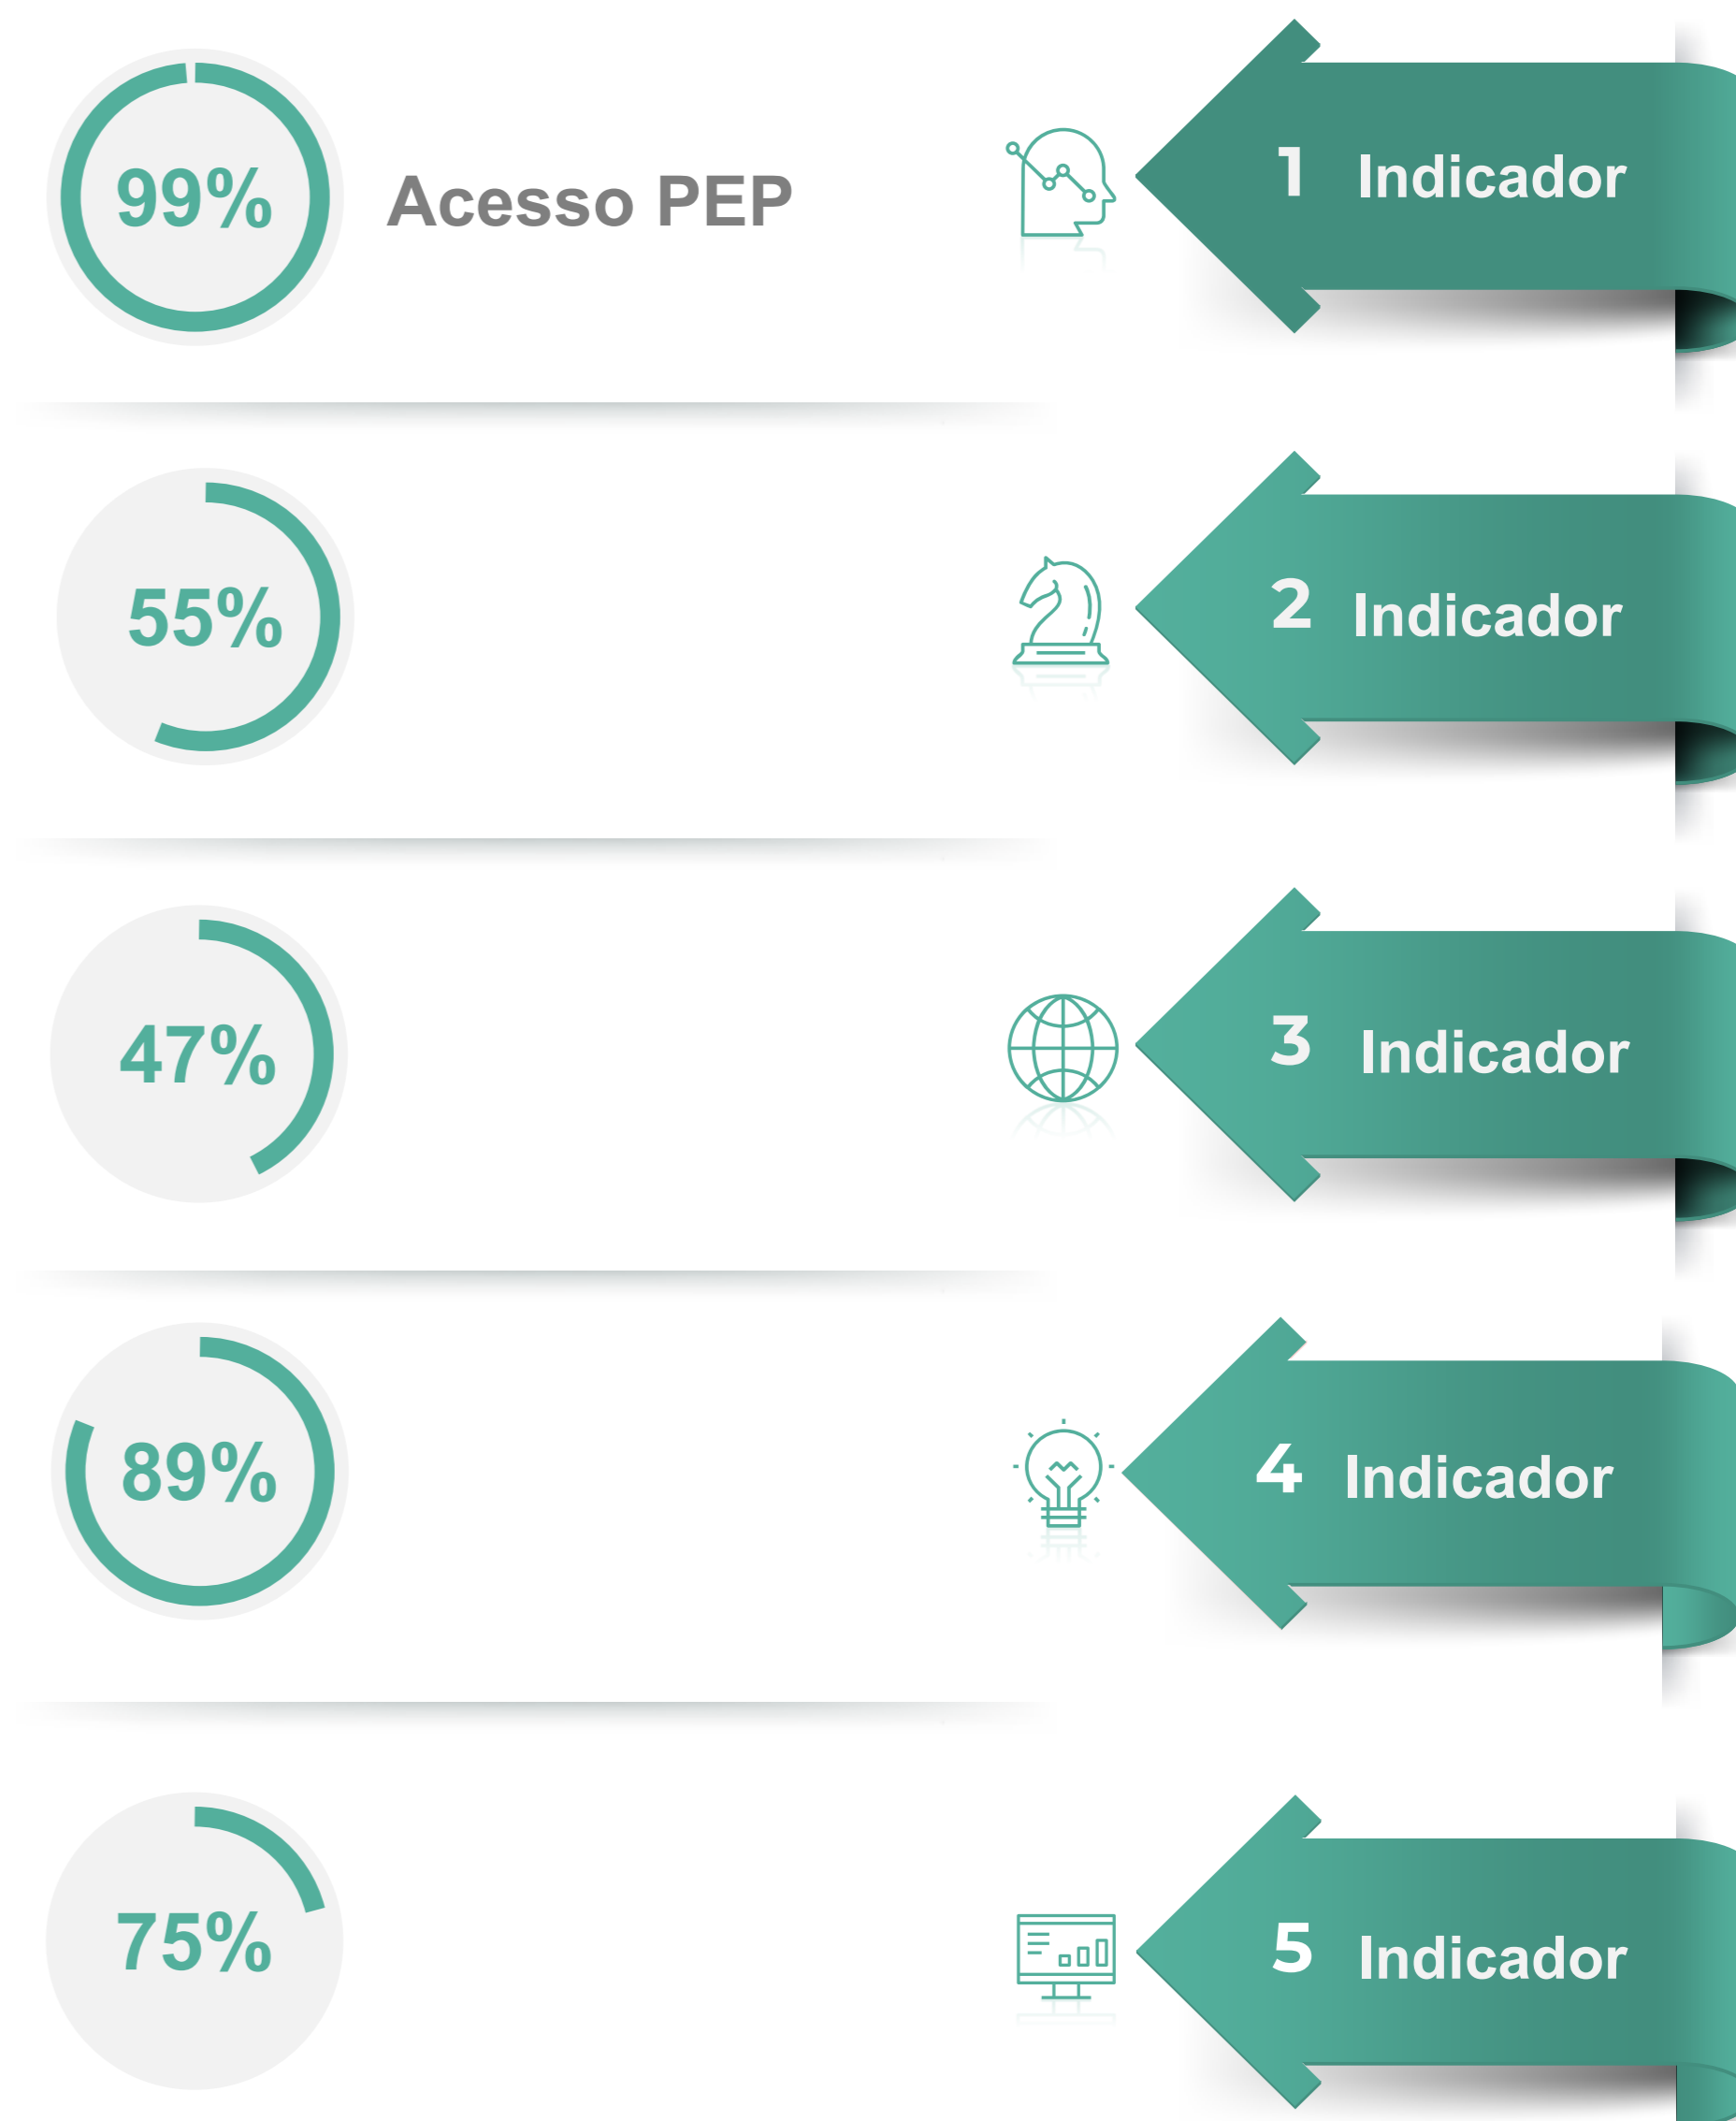 99% Acesso PEP 1 Indicador
55% 2 Indicador
47% 3 Indicador
89% 4 Indicador
75% 5 Indicador